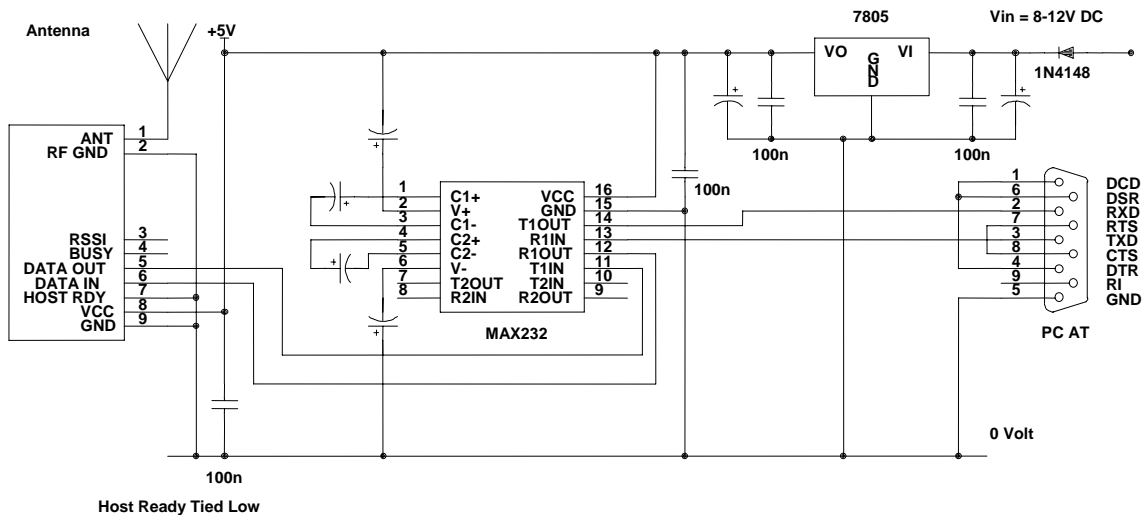 7805
Vin = 8-12V DC
Antenna
+5V
VO
GND
VI
1N4148
+
+
100n
100n
ANT
RF GND
RSSI
BUSY
DATA OUT
DATA IN
HOST RDY
VCC
GND
1
2
3
4
5
6
7
8
9
+
+
+
+
1
2
3
4
5
6
7
8
C1+
V+
C1-
C2+
C2-
V-
T2OUT
R2IN
VCC
GND
T1OUT
R1IN
R1OUT
T1IN
T2IN
R2OUT
16
15
14
13
12
11
10
9
MAX232
100n
1
6
2
7
3
8
4
9
5
DCD
DSR
RXD
RTS
TXD
CTS
DTR
RI
GND
PC AT
0 Volt
100n
Host Ready Tied Low